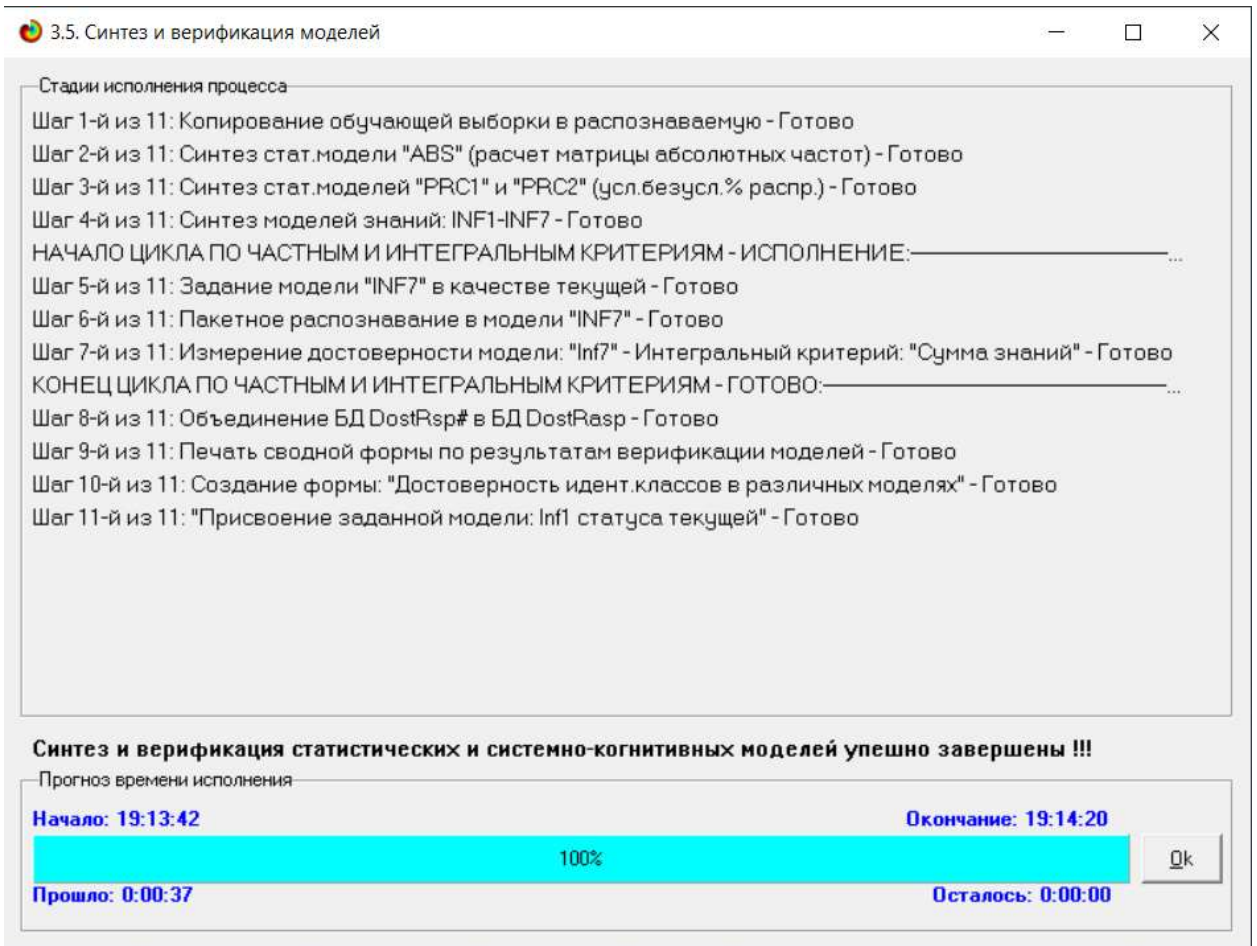 3.5. Синтез и верификация моделей
Стадии исполнения процесса
Шаг 1-й из 11: Копирование обучающей выборки в распознаваемую - Готово
Шаг 2-й из 11: Синтез стат.модели "ABS" (расчет матрицы абсолютных частот) - Готово
Шаг 3-й из 11: Синтез стат.моделей "PRC1" и "PRC2" (усл.безусл.% распр.) - Готово
Шаг 4-й из 11: Синтез моделей знаний: INF1-INF7 - Готово
НАЧАЛО ЦИКЛА ПО ЧАСТНЫМ И ИНТЕГРАЛЬНЫМ КРИТЕРИЯМ - ИСПОЛНЕНИЕ:———...
Шаг 5-й из 11: Задание модели "INF7" в качестве текущей - Готово
Шаг 6-й из 11: Пакетное распознавание в модели "INF7" - Готово
Шаг 7-й из 11: Измерение достоверности модели: "Inf7" - Интегральный критерий: "Сумма знаний" - Готово
КОНЕЦ ЦИКЛА ПО ЧАСТНЫМ И ИНТЕГРАЛЬНЫМ КРИТЕРИЯМ - ГОТОВО:———...
Шаг 8-й из 11: Объединение БД DostRsp# в БД DostRasp - Готово
Шаг 9-й из 11: Печать сводной формы по результатам верификации моделей - Готово
Шаг 10-й из 11: Создание формы: "Достоверность идент.классов в различных моделях" - Готово
Шаг 11-й из 11: "Присвоение заданной модели: Inf1 статуса текущей" - Готово
Синтез и верификация статистических и системно-когнитивных моделей упешно завершены !!!
Прогноз времени исполнения
Начало: 19:13:42 Окончание: 19:14:20
100% Ok
Прошло: 0:00:37 Осталось: 0:00:00